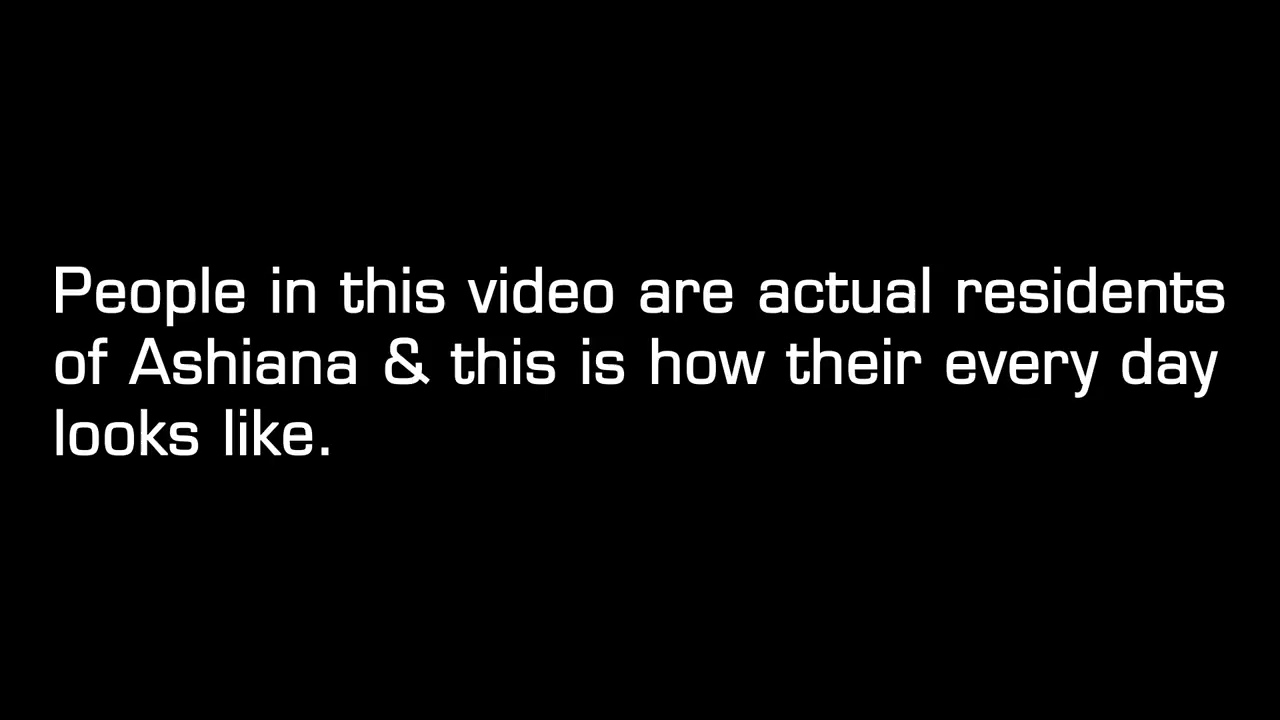 People in this video are actual residents
of Ashiana & this is how their every day
looks like.